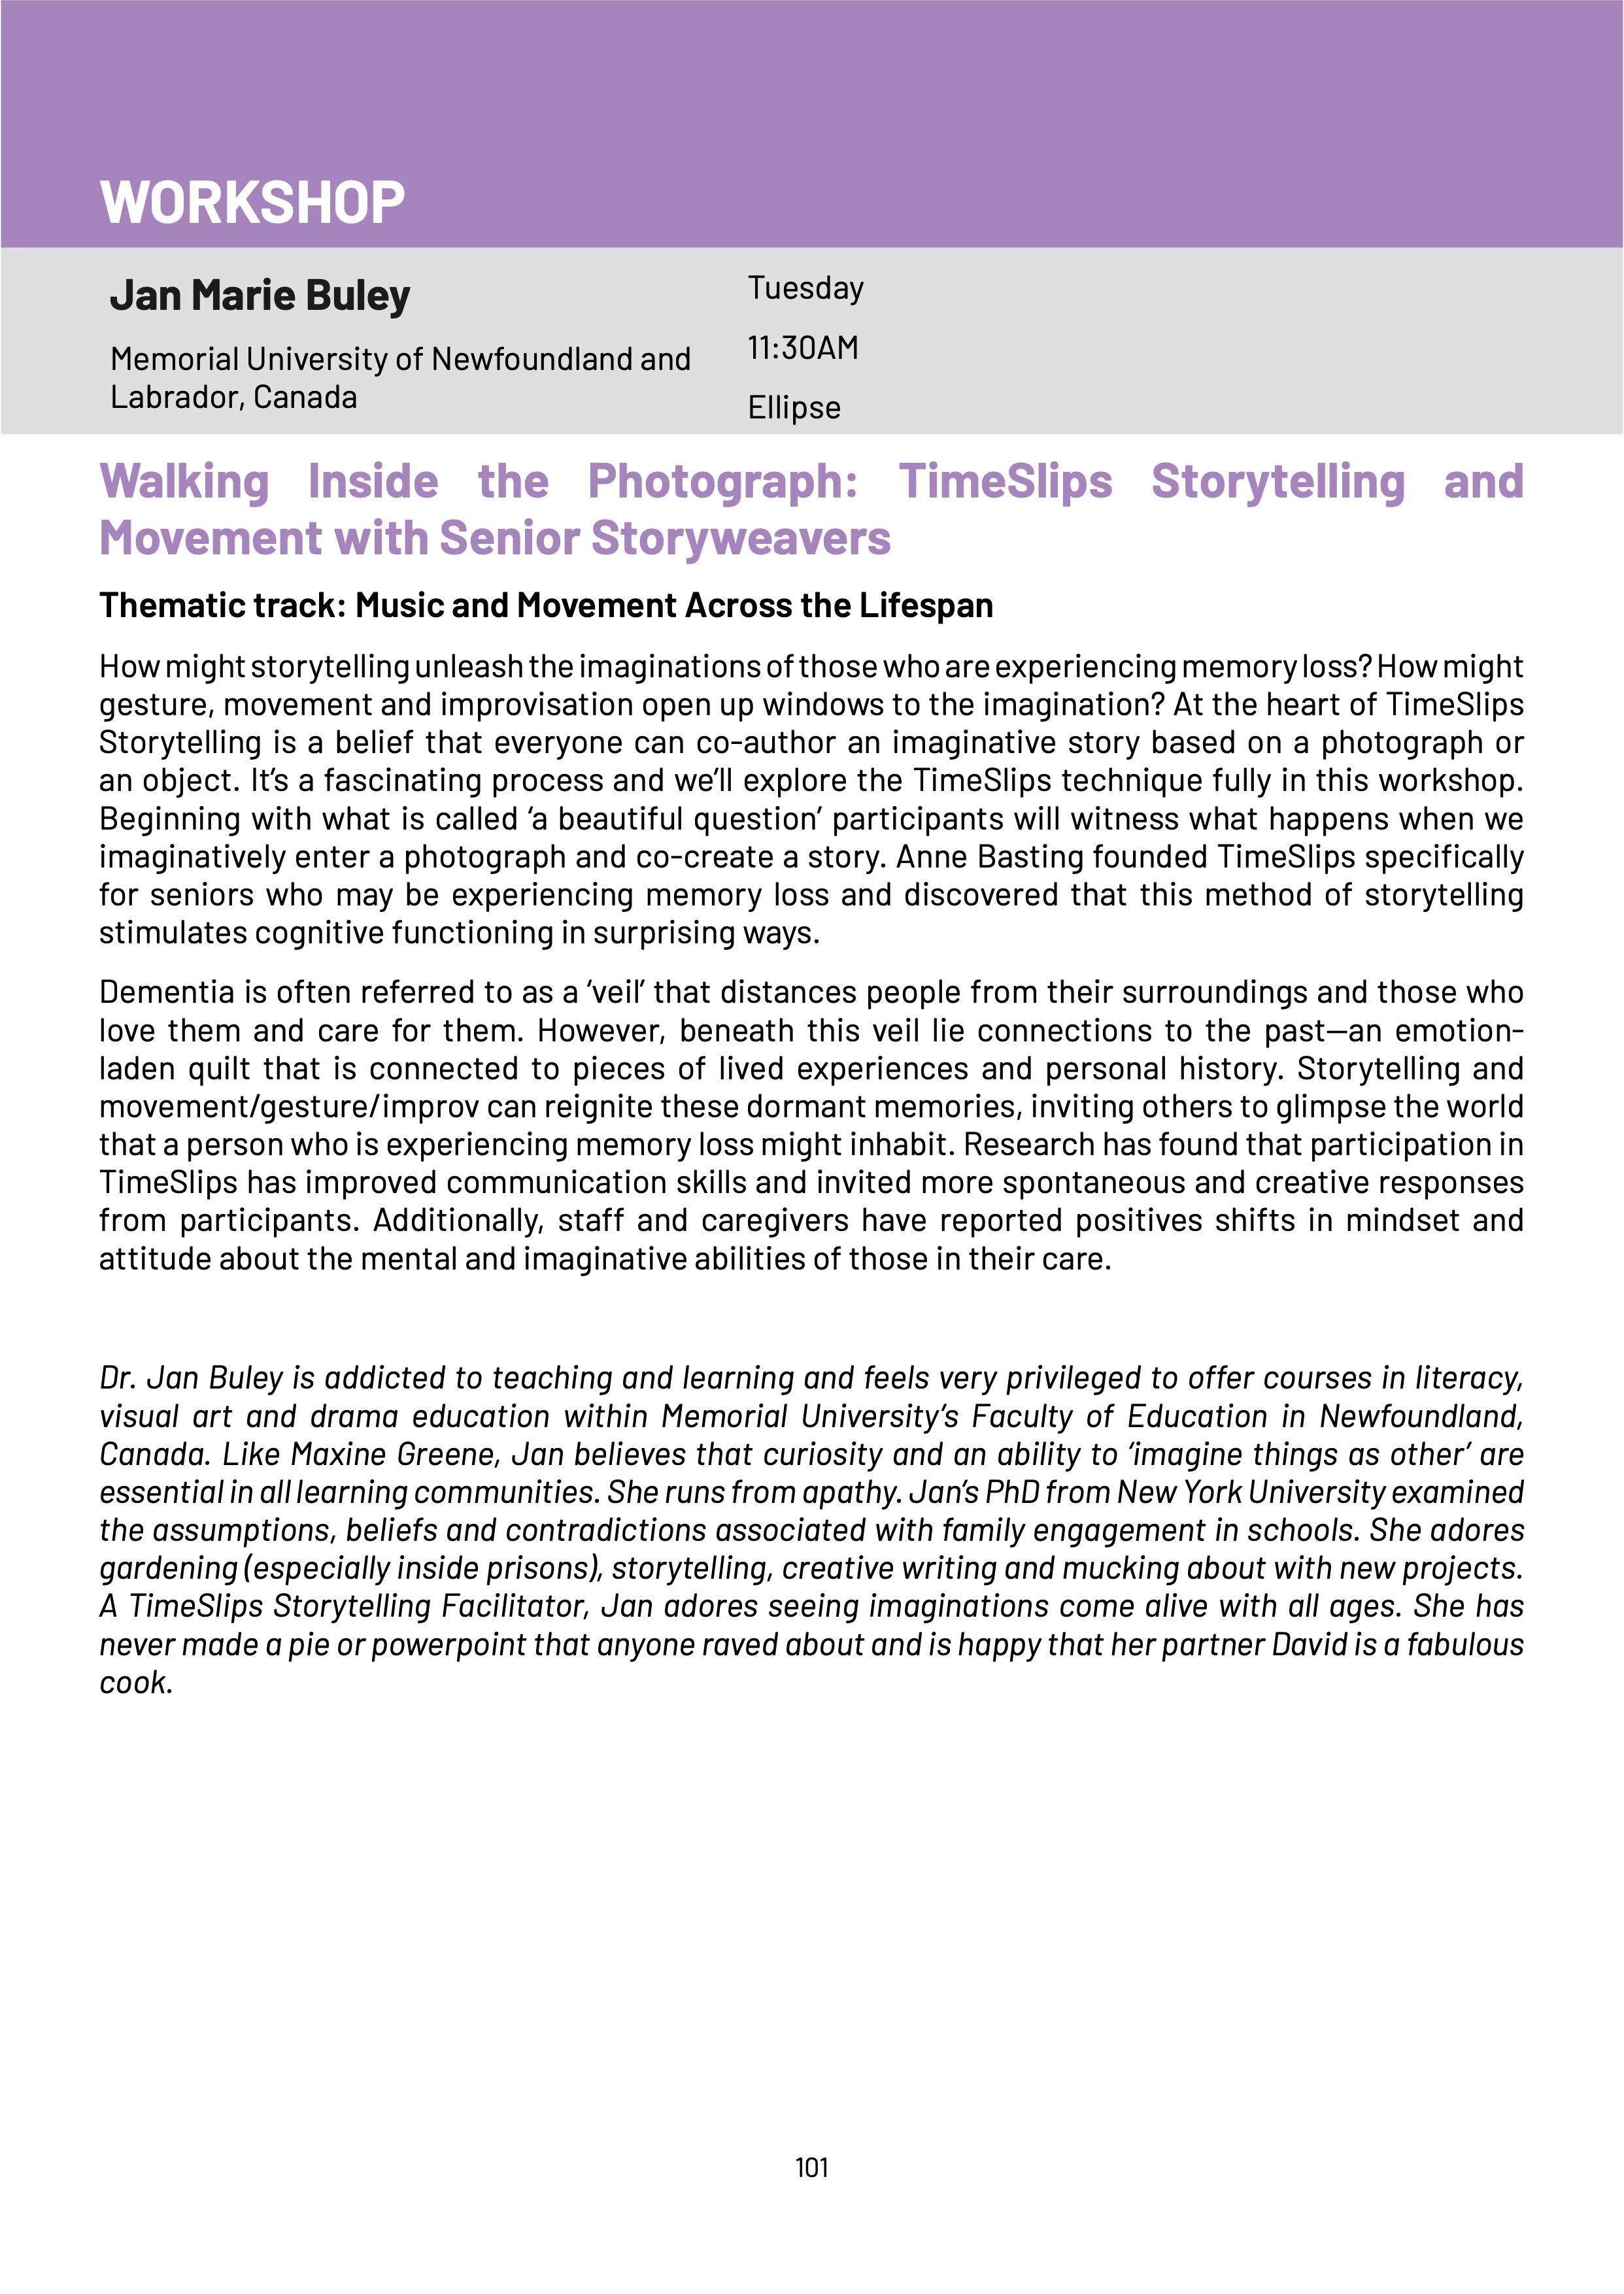 WORKSHOP
Jan Marie Buley
Memorial University of Newfoundland and
Labrador, Canada
Tuesday
11:30AM
Ellipse
Walking Inside the Photograph: TimeSlips Storytelling and
Movement with Senior Storyweavers
Thematic track: Music and Movement Across the Lifespan
How might storytelling unleash the imaginations of those who are experiencing memory loss? How might
gesture, movement and improvisation open up windows to the imagination? At the heart of TimeSlips
Storytelling is a belief that everyone can co-author an imaginative story based on a photograph or
an object. It’s a fascinating process and we’ll explore the TimeSlips technique fully in this workshop.
Beginning with what is called ‘a beautiful question’ participants will witness what happens when we
imaginatively enter a photograph and co-create a story. Anne Basting founded TimeSlips specifically
for seniors who may be experiencing memory loss and discovered that this method of storytelling
stimulates cognitive functioning in surprising ways.
Dementia is often referred to as a ‘veil’ that distances people from their surroundings and those who
love them and care for them. However, beneath this veil lie connections to the past—an emotion-
laden quilt that is connected to pieces of lived experiences and personal history. Storytelling and
movement/gesture/improv can reignite these dormant memories, inviting others to glimpse the world
that a person who is experiencing memory loss might inhabit. Research has found that participation in
TimeSlips has improved communication skills and invited more spontaneous and creative responses
from participants. Additionally, staff and caregivers have reported positives shifts in mindset and
attitude about the mental and imaginative abilities of those in their care.
Dr. Jan Buley is addicted to teaching and learning and feels very privileged to offer courses in literacy,
visual art and drama education within Memorial University’s Faculty of Education in Newfoundland,
Canada. Like Maxine Greene, Jan believes that curiosity and an ability to ‘imagine things as other’ are
essential in all learning communities. She runs from apathy. Jan’s PhD from New York University examined
the assumptions, beliefs and contradictions associated with family engagement in schools. She adores
gardening (especially inside prisons), storytelling, creative writing and mucking about with new projects.
A TimeSlips Storytelling Facilitator, Jan adores seeing imaginations come alive with all ages. She has
never made a pie or powerpoint that anyone raved about and is happy that her partner David is a fabulous
cook.
101